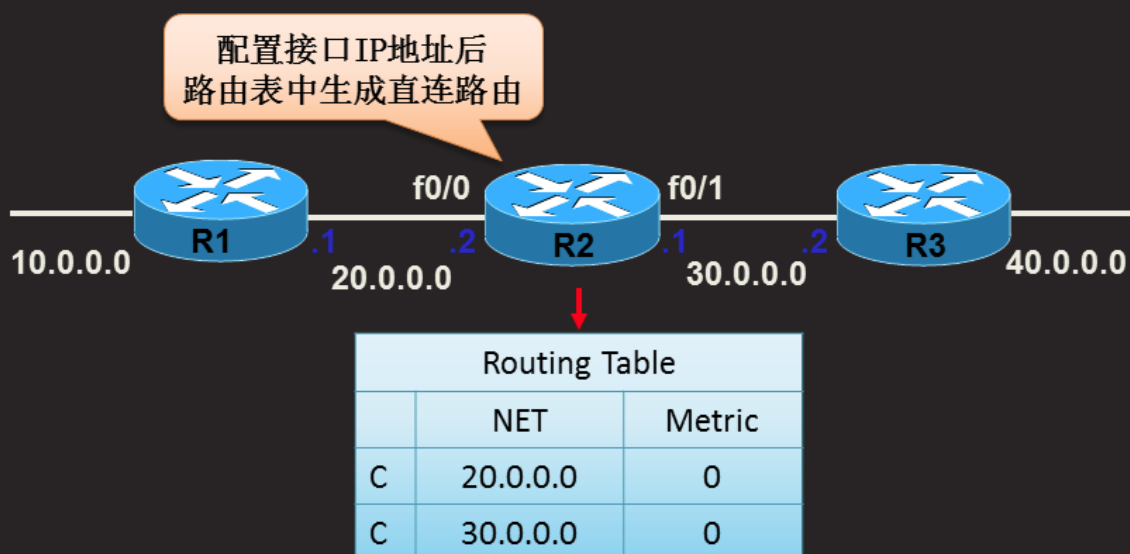 配置接口IP地址后
路由表中生成直连路由
f0/0
f0/1
R1
R2
R3
.1
.2
.1
.2
10.0.0.0
20.0.0.0
30.0.0.0
40.0.0.0
Routing Table
NET Metric
C 20.0.0.0 0
C 30.0.0.0 0